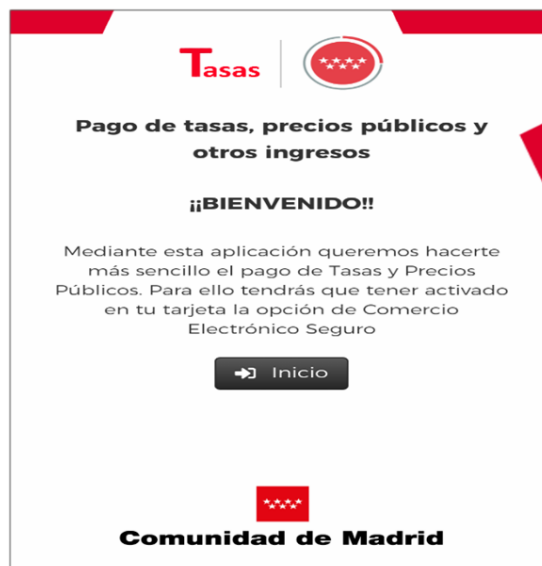 Tasas
Pago de tasas, precios públicos y
otros ingresos
¡¡BIENVENIDO!!
Mediante esta aplicación queremos hacerte
más sencillo el pago de Tasas y Precios
Públicos. Para ello tendrás que tener activado
en tu tarjeta la opción de Comercio
Electrónico Seguro
Inicio
Comunidad de Madrid